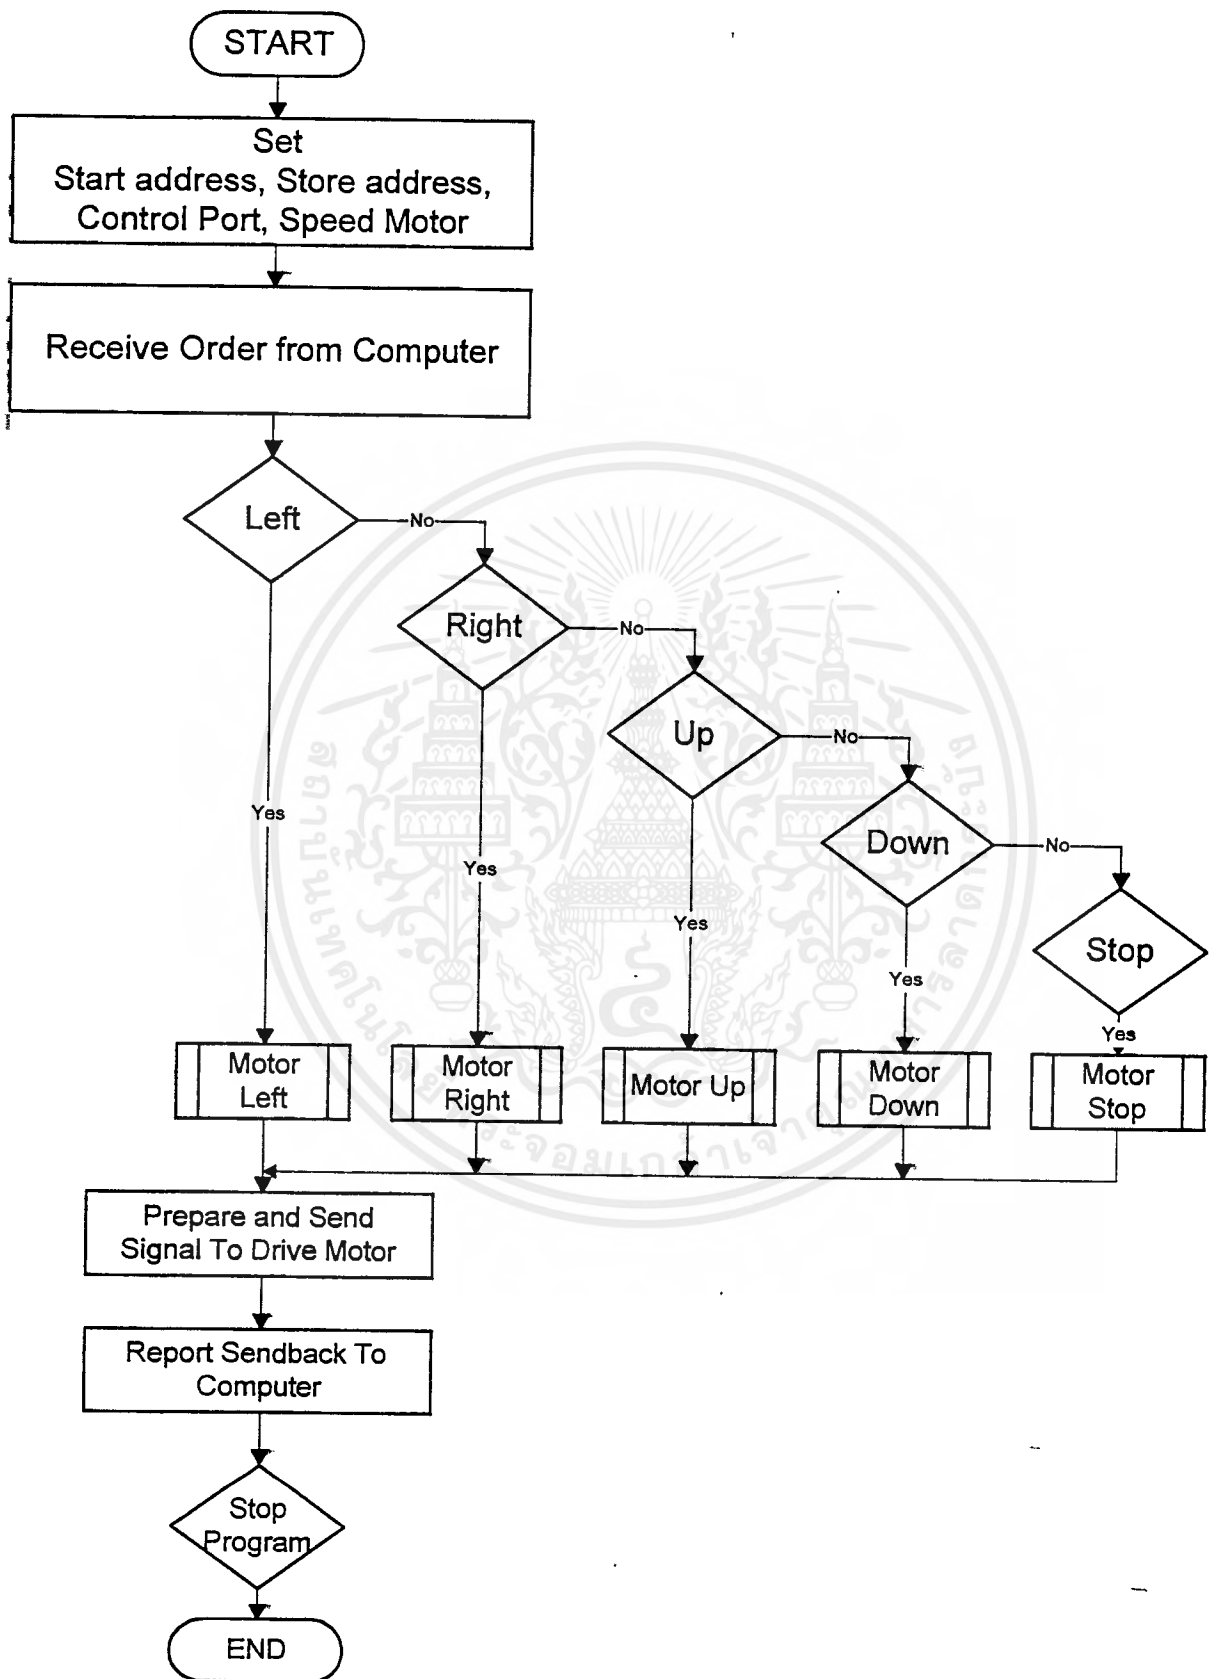 START
Set
Start address, Store address,
Control Port, Speed Motor
Receive Order from Computer
Left
No
Right
No
Up
No
Down
No
Stop
Yes
Yes
Yes
Yes
Yes
Motor
Left
Motor
Right
Motor Up
Motor
Down
Motor
Stop
Prepare and Send
Signal To Drive Motor
Report Sendback To
Computer
Stop
Program
END